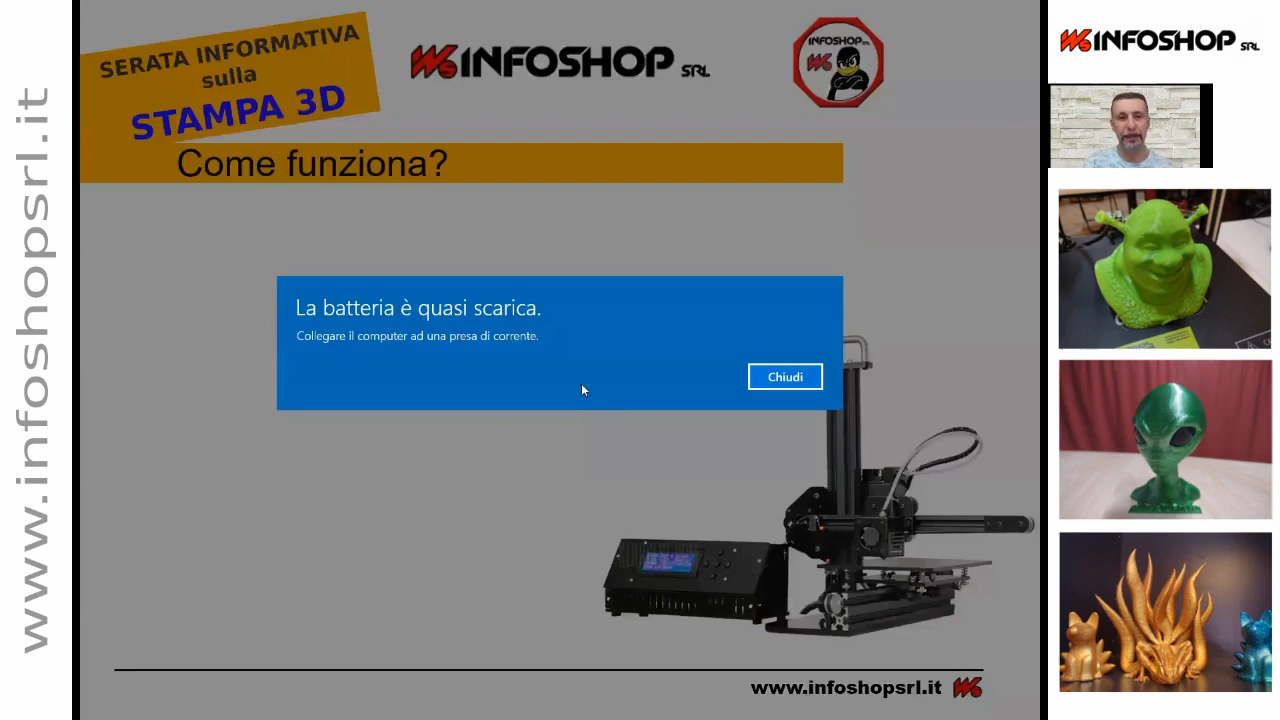 www.infoshopsrl.it
SERATA INFORMATIVA
sulla
STAMPA 3D
INFOSHOP SRL
INFOSHOP
Come funziona?
La batteria è quasi scarica.
Collegare il computer ad una presa di corrente.
Chiudi
www.infoshopsrl.it
INFOSHOP SRL